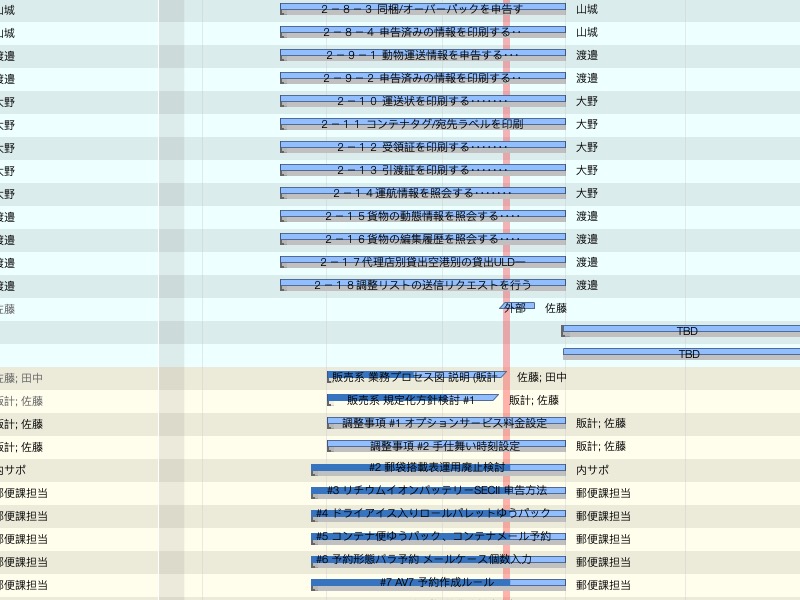 山城 2－8－3 同梱/オーバーパックを申告す 山城
山城 2－8－4 申告済みの情報を印刷する‥ 山城
渡邉 2－9－1 動物運送情報を申告する‥· 渡邉
渡邉 2－9－2 申告済みの情報を印刷する‥ 渡邉
大野 2－10 運送状を印刷する······· 大野
大野 2－11 コンテナタグ/宛先ラベルを印刷 大野
大野 2－12 受領証を印刷する······· 大野
大野 2－13 引渡証を印刷する······· 大野
大野 2－14運航情報を照会する······· 大野
渡邉 2－15貨物の動態情報を照会する···· 渡邉
渡邉 2－16貨物の編集履歴を照会する···· 渡邉
渡邉 2－17代理店別貸出空港別の貸出ULD一 渡邉
渡邉 2－18調整リストの送信リクエストを行う 渡邉
佐藤 外部 佐藤
TBD
TBD
佐藤; 田中 販売系 業務プロセス図 説明 (販計 佐藤; 田中
販計; 佐藤 販売系 規定化方針検討 #1 販計; 佐藤
販計; 佐藤 調整事項 #1 オプションサービス料金設定 販計; 佐藤
販計; 佐藤 調整事項 #2 手仕舞い時刻設定 販計; 佐藤
内サポ #2 郵袋搭載表運用廃止検討 内サポ
郵便課担当 #3 リチウムイオンバッテリーSECII 申告方法 郵便課担当
郵便課担当 #4 ドライアイス入りロールパレットゆうパック 郵便課担当
郵便課担当 #5 コンテナ便ゆうパック、コンテナメール予約 郵便課担当
郵便課担当 #6 予約形態バラ予約 メールケース個数入力 郵便課担当
郵便課担当 #7 AV7 予約作成ルール 郵便課担当